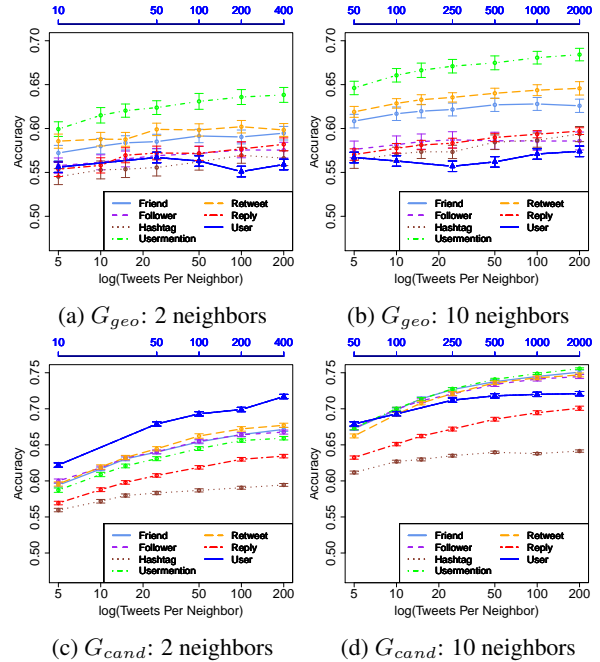 10 50 100 200 400
0.70
0.65
0.60
0.55
0.50
Accuracy
Friend Retweet
Follower Reply
Hashtag User
Usermention
5 10 20 50 100 200
log(Tweets Per Neighbor)
(a) G_geo: 2 neighbors
50 100 250 500 1000 2000
0.70
0.65
0.60
0.55
0.50
Accuracy
Friend Retweet
Follower Reply
Hashtag User
Usermention
5 10 20 50 100 200
log(Tweets Per Neighbor)
(b) G_geo: 10 neighbors
10 50 100 200 400
0.75
0.70
0.65
0.60
0.55
0.50
Accuracy
Friend Retweet
Follower Reply
Hashtag User
Usermention
5 10 20 50 100 200
log(Tweets Per Neighbor)
(c) G_cand: 2 neighbors
50 100 250 500 1000 2000
0.75
0.70
0.65
0.60
0.55
0.50
Accuracy
Friend Retweet
Follower Reply
Hashtag User
Usermention
5 10 20 50 100 200
log(Tweets Per Neighbor)
(d) G_cand: 10 neighbors